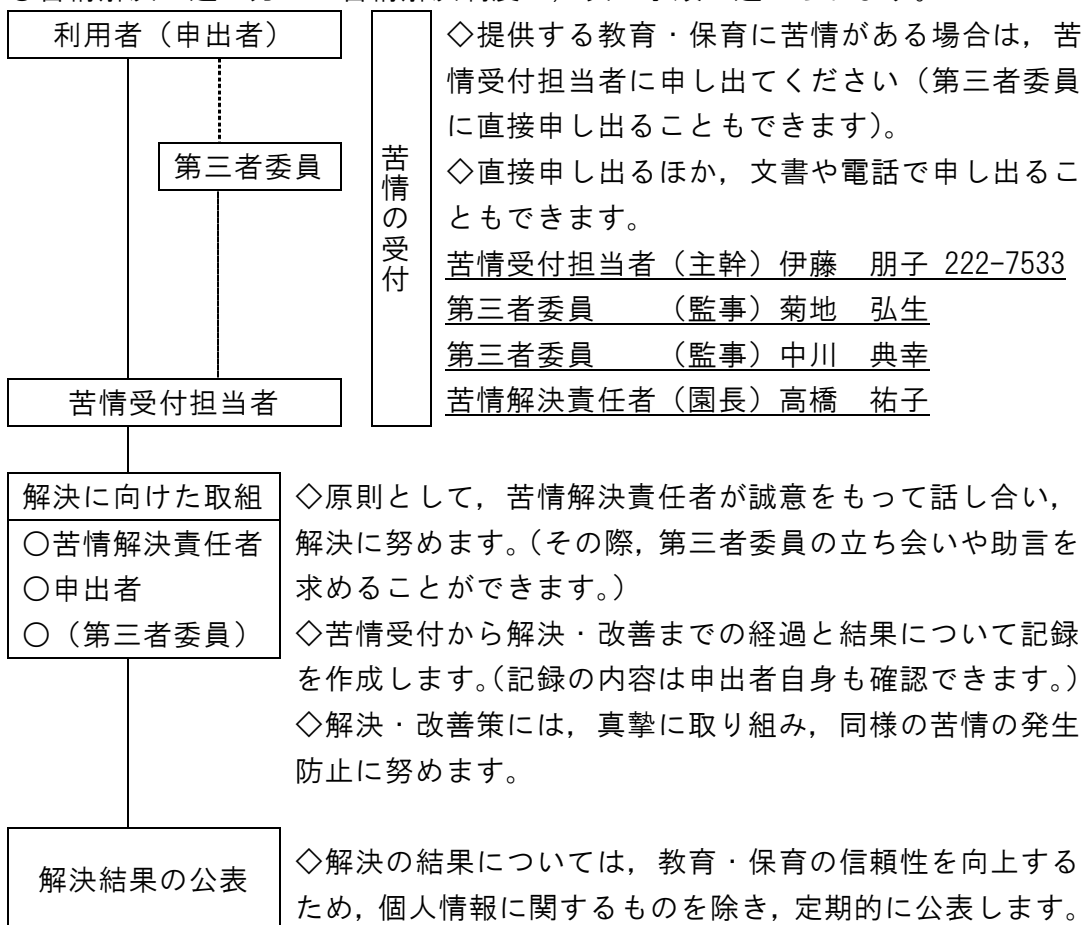 利用者（申出者）
第三者委員
苦情受付担当者
苦情の受付
◇提供する教育・保育に苦情がある場合は，苦
情受付担当者に申し出てください（第三者委員
に直接申し出ることもできます）。
◇直接申し出るほか，文書や電話で申し出るこ
ともできます。
苦情受付担当者（主幹）伊藤　朋子 222-7533
第三者委員　　（監事）菊地　弘生
第三者委員　　（監事）中川　典幸
苦情解決責任者（園長）高橋　祐子
解決に向けた取組
○苦情解決責任者
○申出者
○（第三者委員）
◇原則として，苦情解決責任者が誠意をもって話し合い，
解決に努めます。（その際，第三者委員の立ち会いや助言を
求めることができます。）
◇苦情受付から解決・改善までの経過と結果について記録
を作成します。（記録の内容は申出者自身も確認できます。）
◇解決・改善策には，真摯に取り組み，同様の苦情の発生
防止に努めます。
解決結果の公表
◇解決の結果については，教育・保育の信頼性を向上する
ため，個人情報に関するものを除き，定期的に公表します。